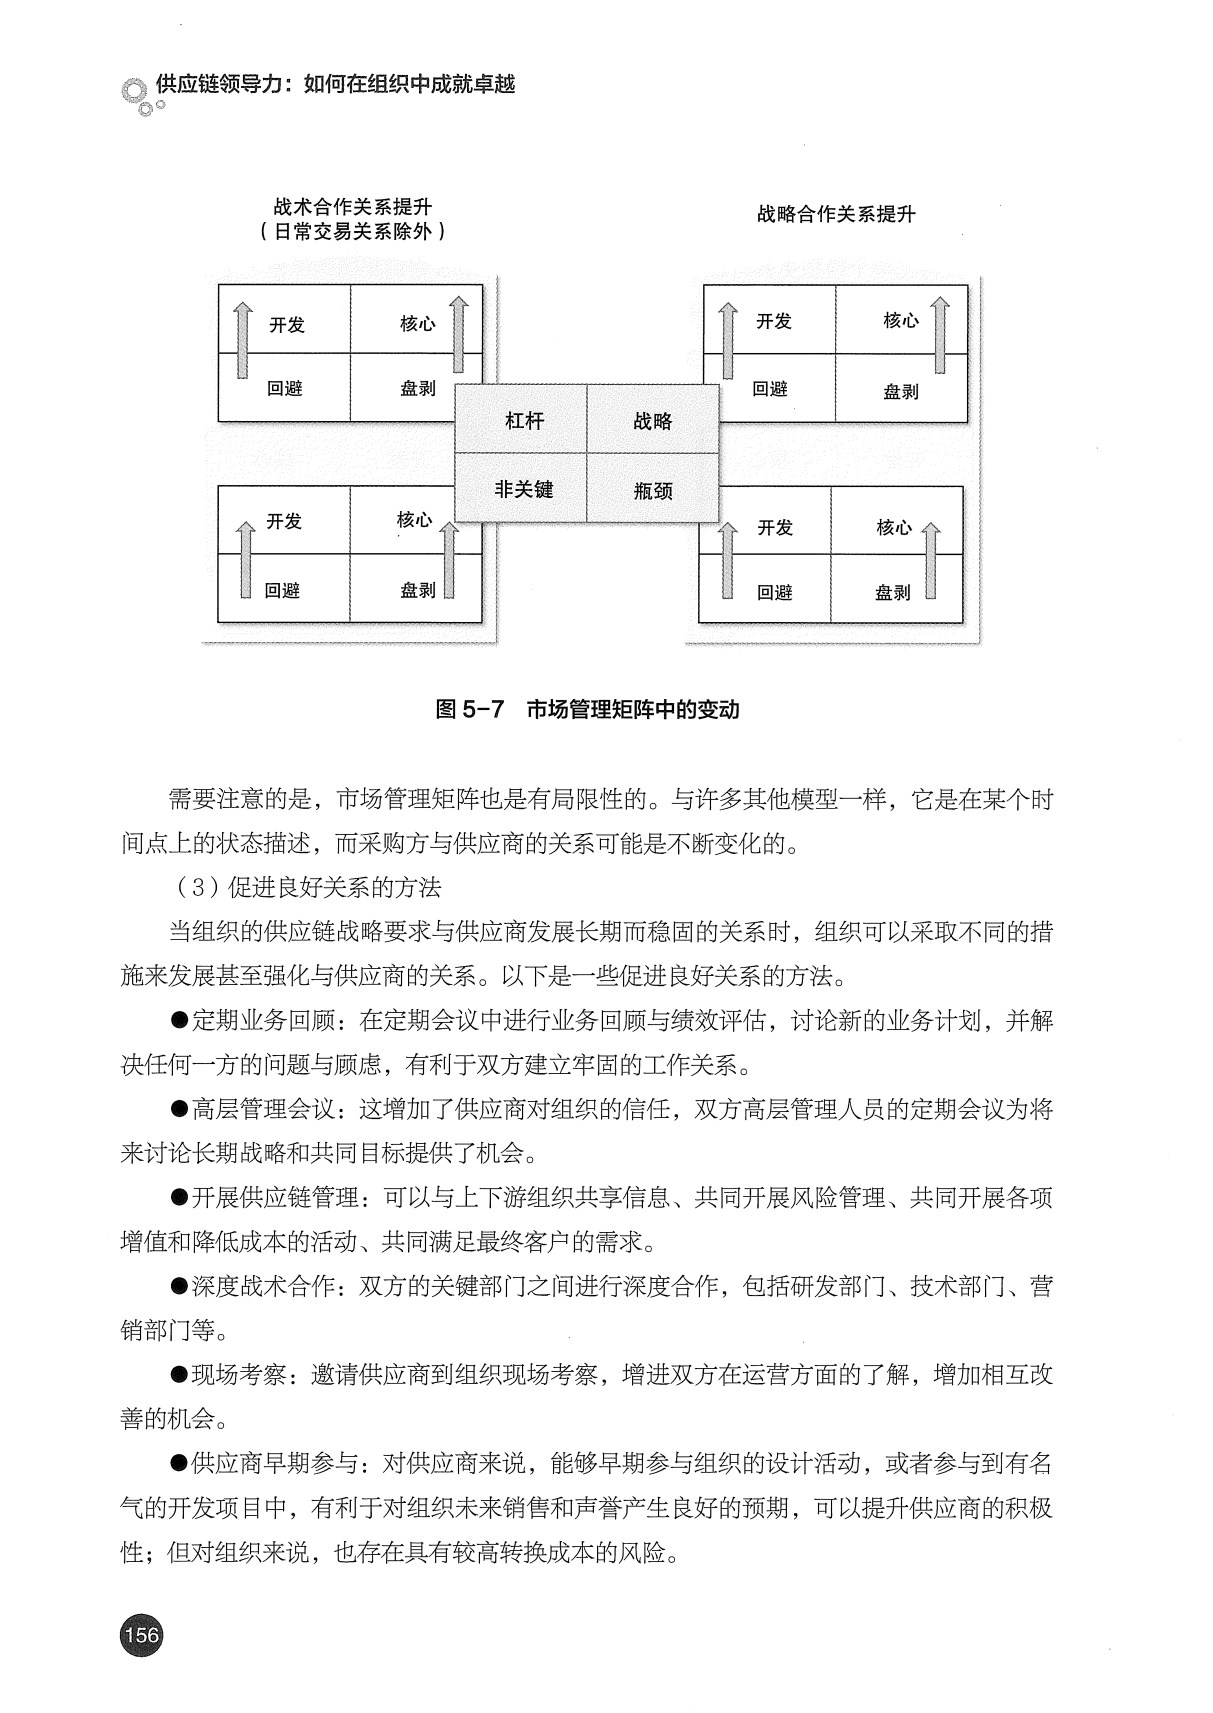 供应链领导力：如何在组织中成就卓越
战术合作关系提升
（日常交易关系除外）
战略合作关系提升
开发 核心
回避 盘剥
开发 核心
回避 盘剥
杠杆 战略
非关键 瓶颈
开发 核心
回避 盘剥
开发 核心
回避 盘剥
图 5-7 市场管理矩阵中的变动
需要注意的是，市场管理矩阵也是有局限性的。与许多其他模型一样，它是在某个时
间点上的状态描述，而采购方与供应商的关系可能是不断变化的。
（3）促进良好关系的方法
当组织的供应链战略要求与供应商发展长期而稳固的关系时，组织可以采取不同的措
施来发展甚至强化与供应商的关系。以下是一些促进良好关系的方法。
●定期业务回顾：在定期会议中进行业务回顾与绩效评估，讨论新的业务计划，并解
决任何一方的问题与顾虑，有利于双方建立牢固的工作关系。
●高层管理会议：这增加了供应商对组织的信任，双方高层管理人员的定期会议为将
来讨论长期战略和共同目标提供了机会。
●开展供应链管理：可以与上下游组织共享信息、共同开展风险管理、共同开展各项
增值和降低成本的活动、共同满足最终客户的需求。
●深度战术合作：双方的关键部门之间进行深度合作，包括研发部门、技术部门、营
销部门等。
●现场考察：邀请供应商到组织现场考察，增进双方在运营方面的了解，增加相互改
善的机会。
●供应商早期参与：对供应商来说，能够早期参与组织的设计活动，或者参与到有名
气的开发项目中，有利于对组织未来销售和声誉产生良好的预期，可以提升供应商的积极
性；但对组织来说，也存在具有较高转换成本的风险。
156